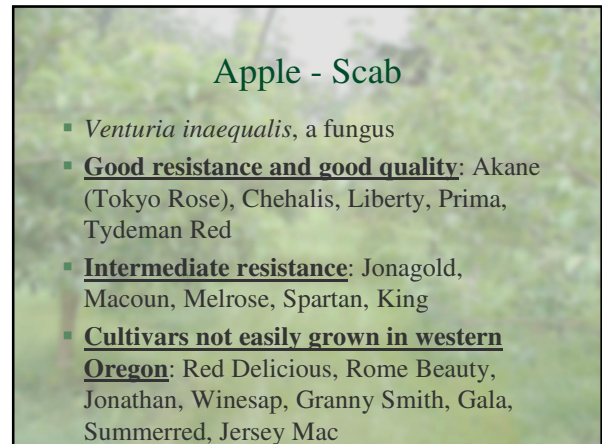 Apple - Scab
▪ Venturia inaequalis, a fungus
▪ Good resistance and good quality: Akane
(Tokyo Rose), Chehalis, Liberty, Prima,
Tydeman Red
▪ Intermediate resistance: Jonagold,
Macoun, Melrose, Spartan, King
▪ Cultivars not easily grown in western
Oregon: Red Delicious, Rome Beauty,
Jonathan, Winesap, Granny Smith, Gala,
Summerred, Jersey Mac